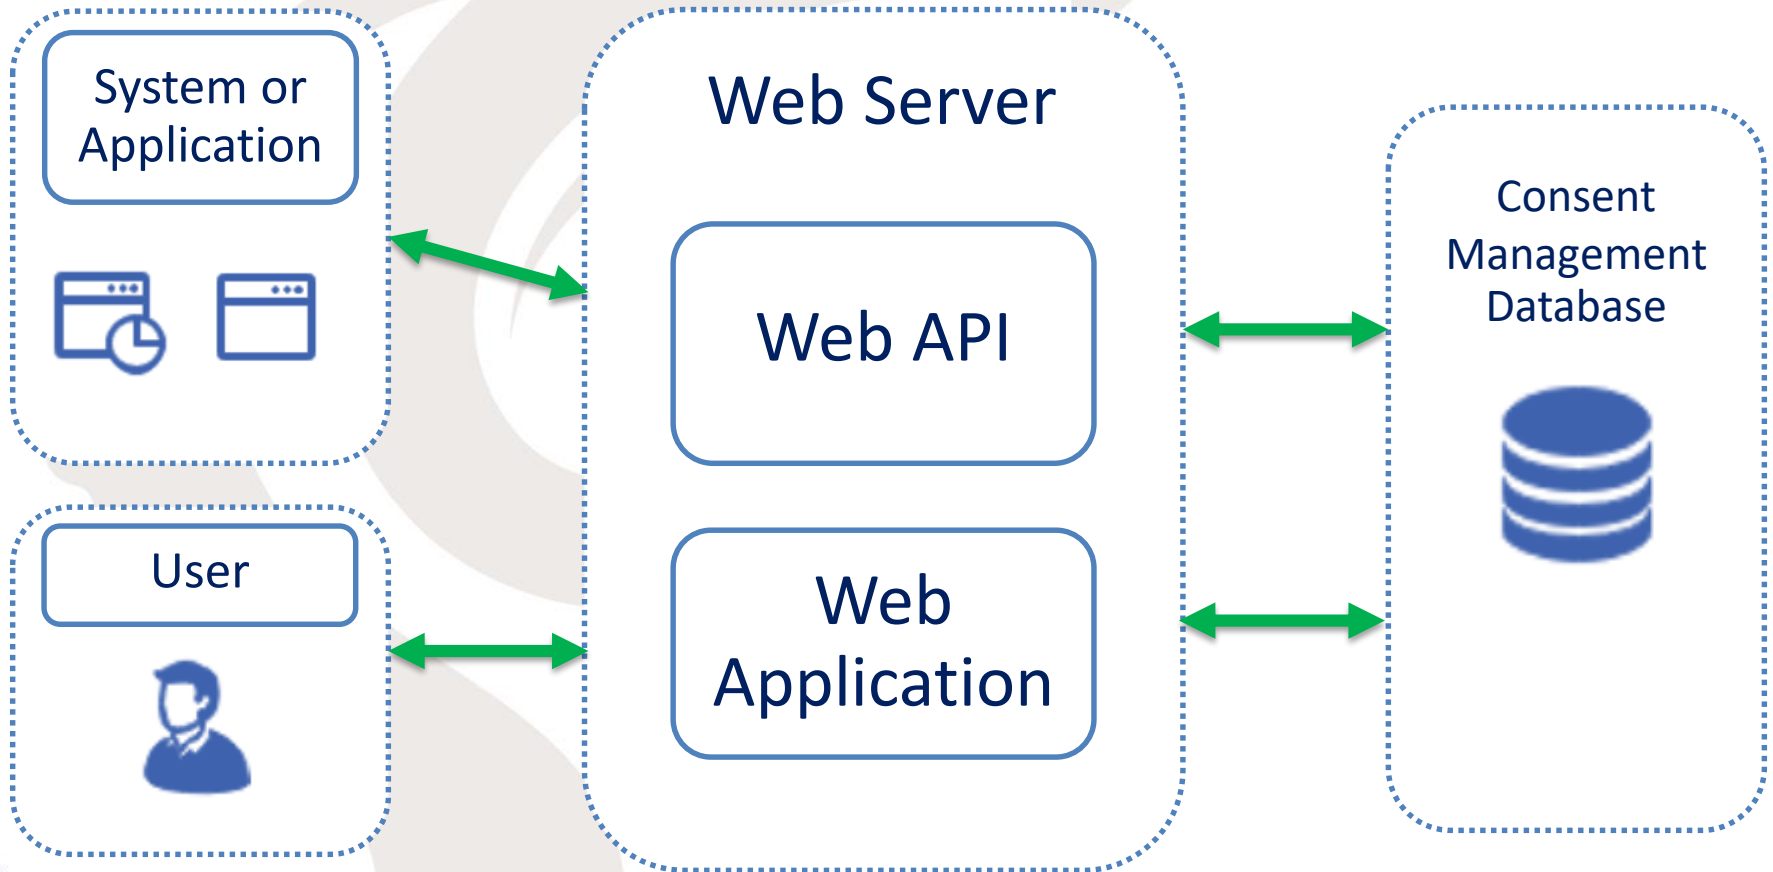 System or
Application
User
Web Server
Web API
Web
Application
Consent
Management
Database